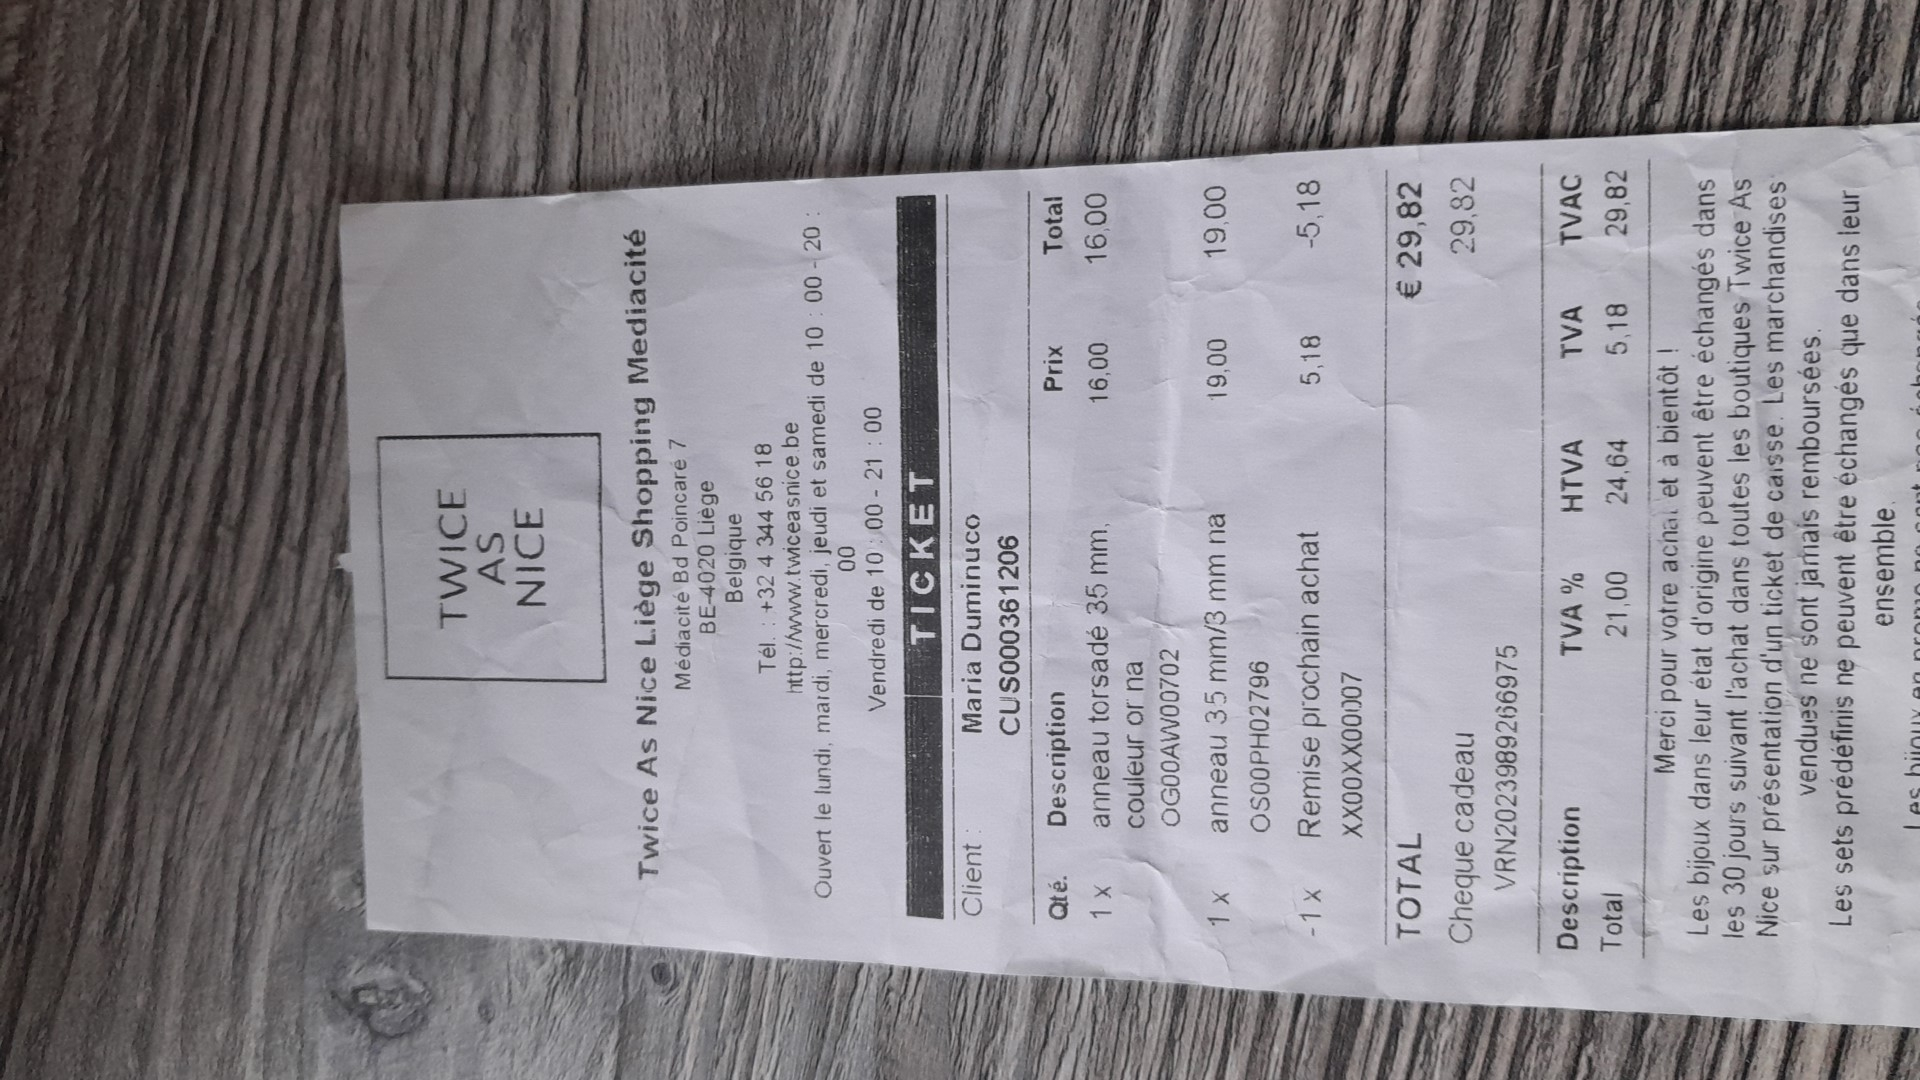 TWICE
AS
NICE
Twice As Nice Liège Shopping Mediacité
Médiacité Bd Poincaré 7
BE-4020 Liège
Belgique
Tél. : +32 4 344 56 18
http://www.twiceasnice.be
Ouvert le lundi, mardi, mercredi, jeudi et samedi de 10 : 00 - 20 :
00
Vendredi de 10 : 00 - 21 : 00
TICKET
Client : Maria Duminuco
CUS0000361206
Qté. Description Prix Total
1 x anneau torsadé 35 mm, 16,00 16,00
couleur or na
OG00AW00702
1 x anneau 35 mm/3 mm na 19,00 19,00
OS00PH02796
-1 x Remise prochain achat 5,18 -5,18
XX00XX00007
TOTAL € 29,82
Cheque cadeau 29,82
VRN2023989266975
Description TVA % HTVA TVA TVAC
Total 21,00 24,64 5,18 29,82
Merci pour votre achat et à bientôt !
Les bijoux dans leur état d'origine peuvent être échangés dans
les 30 jours suivant l'achat dans toutes les boutiques Twice As
Nice sur présentation d'un ticket de caisse. Les marchandises
vendues ne sont jamais remboursées.
Les sets prédéfinis ne peuvent être échangés que dans leur
ensemble.
Les bijoux en promo ne sont pas